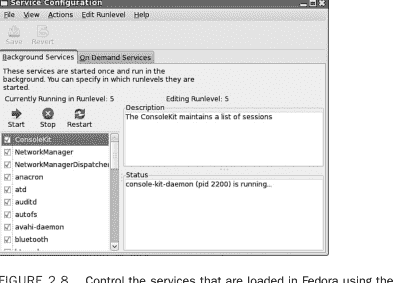 Service Configuration
File View Actions Edit Runlevel Help
Save Revert
Background Services On Demand Services
These services are started once and run in the
background. You can specify in which runlevels they are
started.
Currently Running in Runlevel: 5 Editing Runlevel: 5
Start Stop Restart
Description
The ConsoleKit maintains a list of sessions
ConsoleKit
NetworkManager
NetworkManagerDispatcher
anacron
atd
auditd
autofs
avahi-daemon
bluetooth
Status
console-kit-daemon (pid 2200) is running...
FIGURE 2.8 Control the services that are loaded in Fedora using the